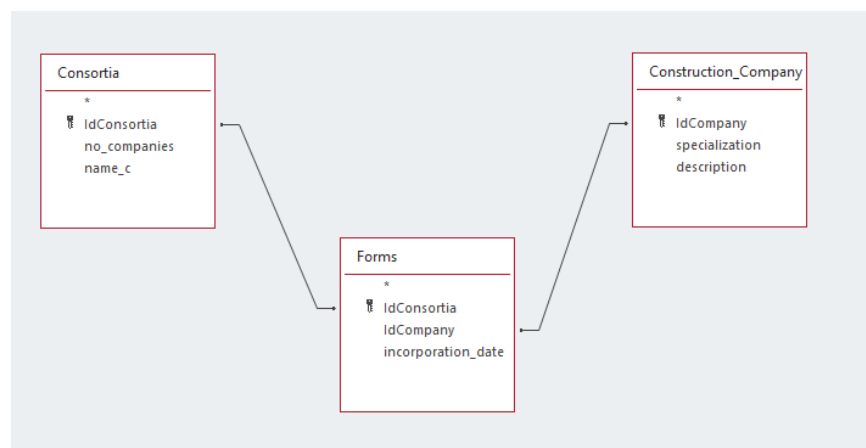 Consortia
*
IdConsortia
no_companies
name_c
Construction_Company
*
IdCompany
specialization
description
Forms
*
IdConsortia
IdCompany
incorporation_date